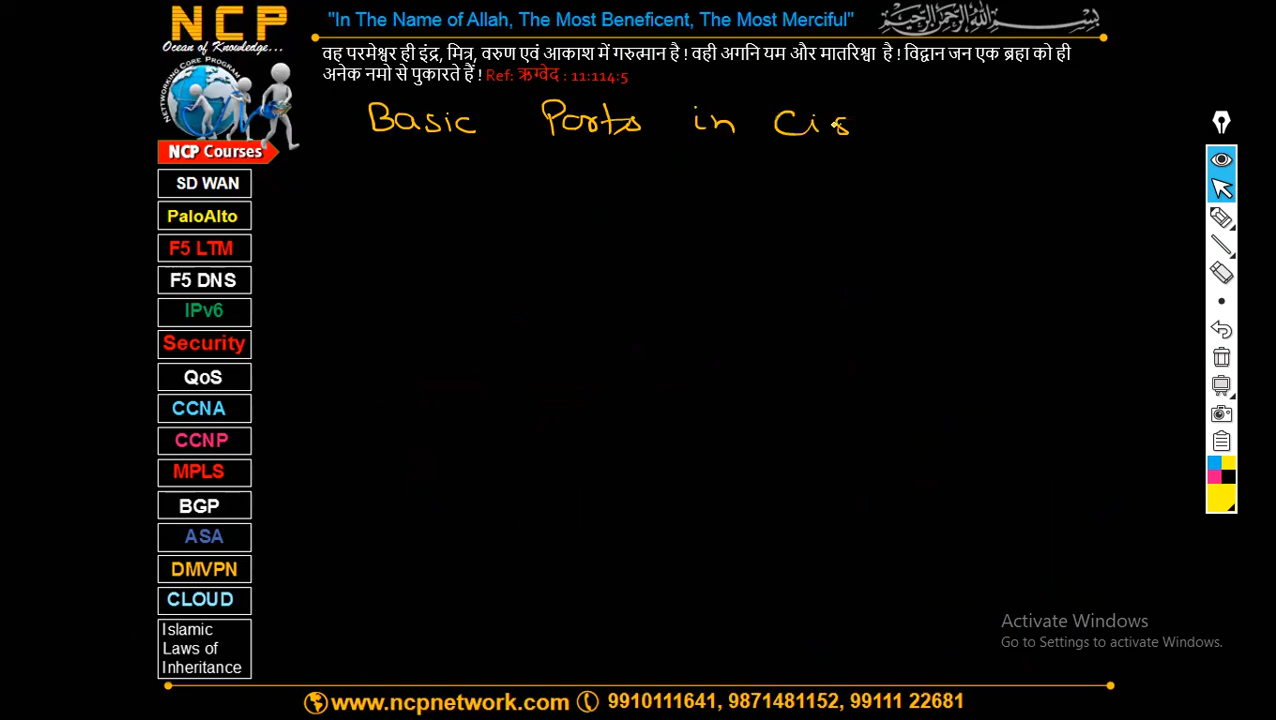 NCP
Ocean of Knowledge...
"In The Name of Allah, The Most Beneficent, The Most Merciful"
वह परमेश्वर ही इंद्र, मित्र, वरुण एवं आकाश में गरुत्मान है ! वही अगनि यम और मातरिश्वा है ! विद्वान जन एक ब्रहा को ही
अनेक नमो से पुकारते हैं ! Ref: ऋग्वेद : 11:114:5
Basic Ports in Cis
NETWORKING CORE PROGRAM
NCP Courses
SD WAN
PaloAlto
F5 LTM
F5 DNS
IPv6
Security
QoS
CCNA
CCNP
MPLS
BGP
ASA
DMVPN
CLOUD
Islamic
Laws of
Inheritance
Activate Windows
Go to Settings to activate Windows.
www.ncpnetwork.com 9910111641, 9871481152, 99111 22681